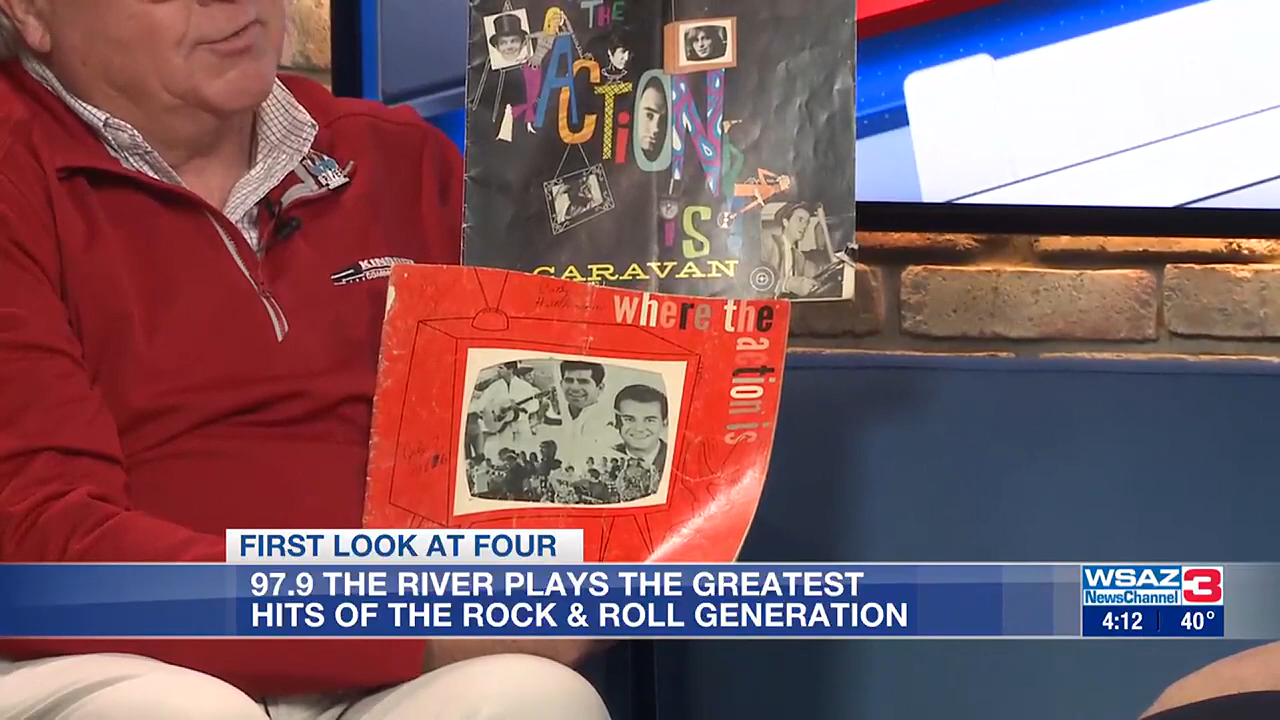 THE
ACTION
IS!
CARAVAN
where the
action is
FIRST LOOK AT FOUR
97.9 THE RIVER PLAYS THE GREATEST
HITS OF THE ROCK & ROLL GENERATION
WSAZ 3
NewsChannel
4:12 40°